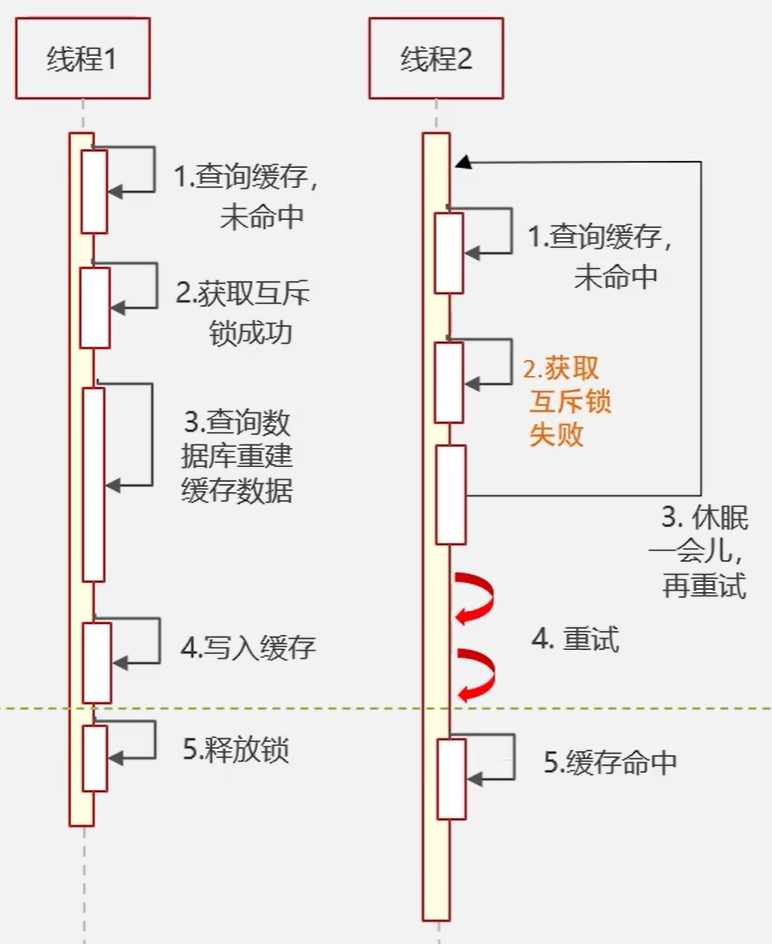 线程1
线程2
1.查询缓存，
未命中
2.获取互斥
锁成功
3.查询数
据库重建
缓存数据
4.写入缓存
5.释放锁
1.查询缓存，
未命中
2.获取
互斥锁
失败
3. 休眠
一会儿，
再重试
4. 重试
5.缓存命中